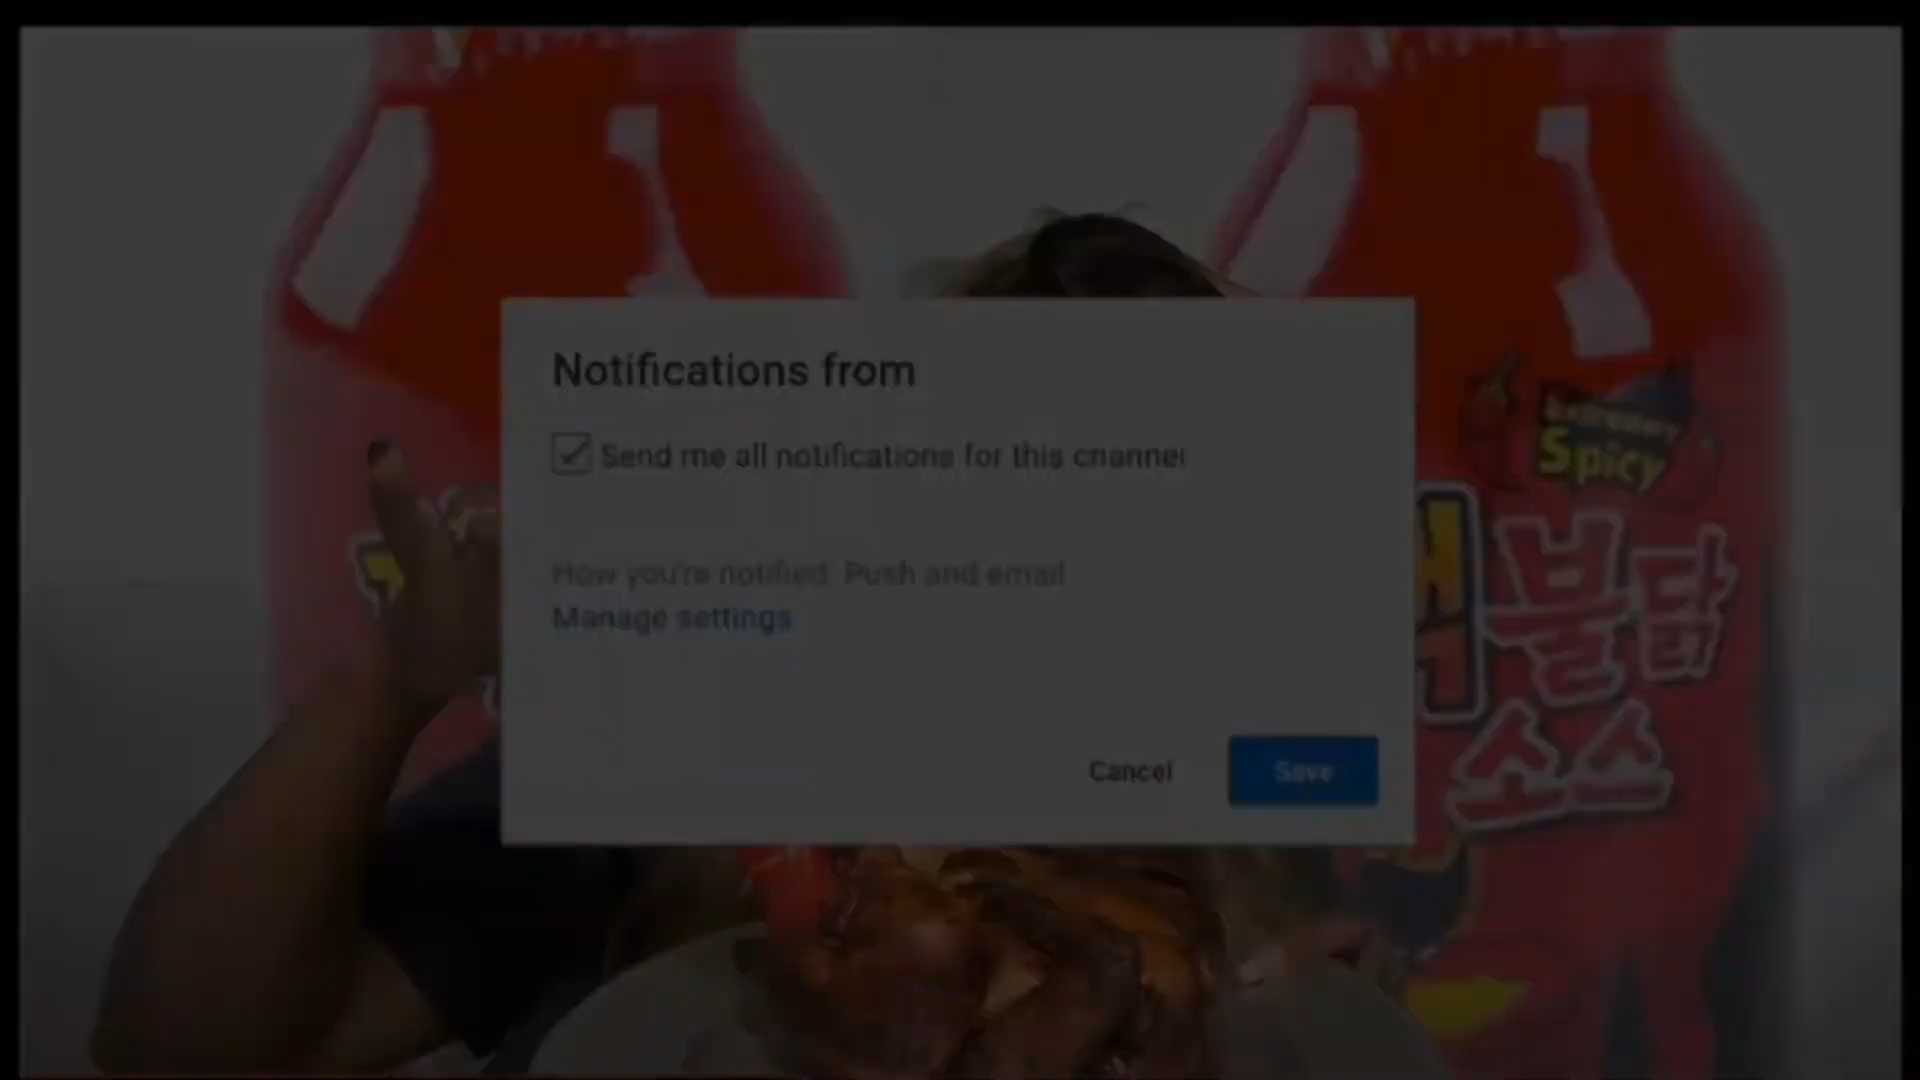 Notifications from
Send me all notifications for this channel
How you're notified: Push and email
Manage settings
Cancel
Save
Extremely
Spicy
불닭
소스